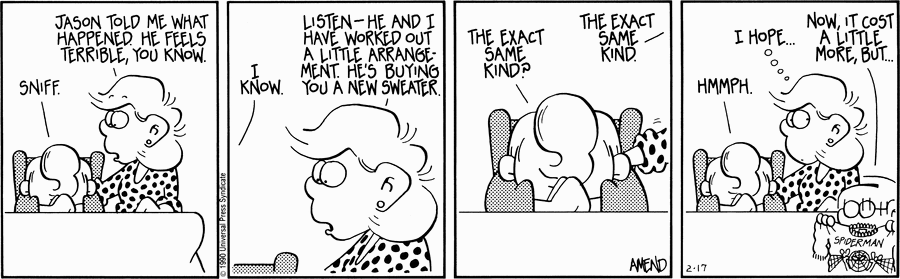 JASON TOLD ME WHAT
HAPPENED. HE FEELS
TERRIBLE, YOU KNOW.
SNIFF.
I
KNOW.
LISTEN—HE AND I
HAVE WORKED OUT
A LITTLE ARRANGE-
MENT. HE'S BUYING
YOU A NEW SWEATER.
© 1990 Universal Press Syndicate
THE EXACT
SAME
KIND?
THE EXACT
SAME
KIND.
AMEND
HMMPH.
I HOPE...
NOW, IT COST
A LITTLE
MORE, BUT...
SPIDERMAN
2-17